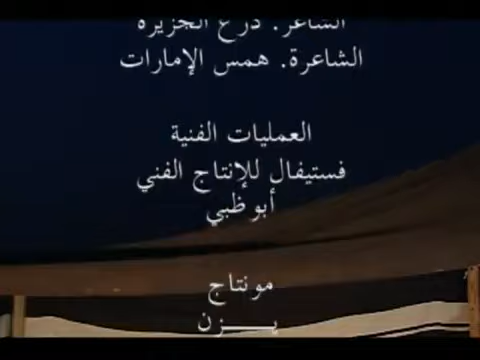 الشاعر. درع الجزيرة
الشاعرة. همس الإمارات
العمليات الفنية
فستيفال للإنتاج الفني
أبوظبي
مونتاج
يـــزن